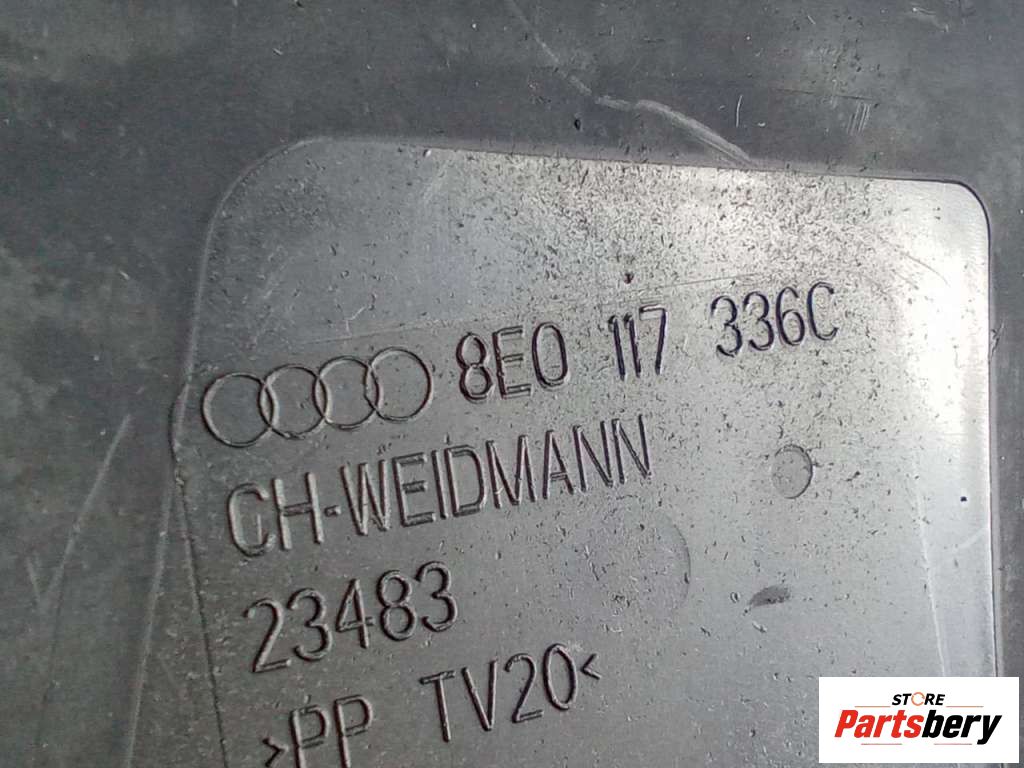 8E0 117 336C
CH-WEIDMANN
23483
>PP TV20<
STORE
Partsbery